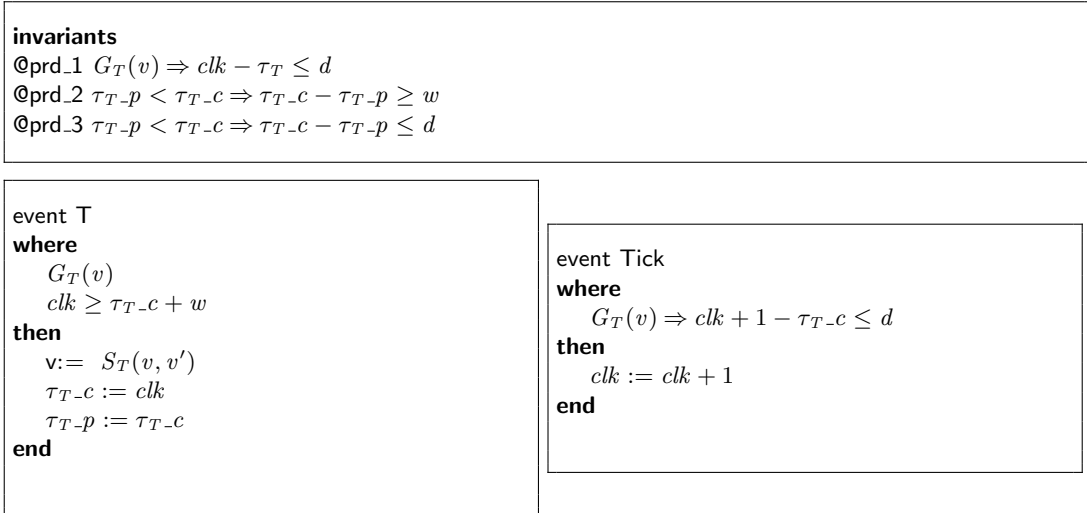 invariants
@prd_1 G_T(v) ⇒ clk − τ_T ≤ d
@prd_2 τ_T_p < τ_T_c ⇒ τ_T_c − τ_T_p ≥ w
@prd_3 τ_T_p < τ_T_c ⇒ τ_T_c − τ_T_p ≤ d
event T
where
G_T(v)
clk ≥ τ_T_c + w
then
v:= S_T(v, v′)
τ_T_c := clk
τ_T_p := τ_T_c
end
event Tick
where
G_T(v) ⇒ clk + 1 − τ_T_c ≤ d
then
clk := clk + 1
end